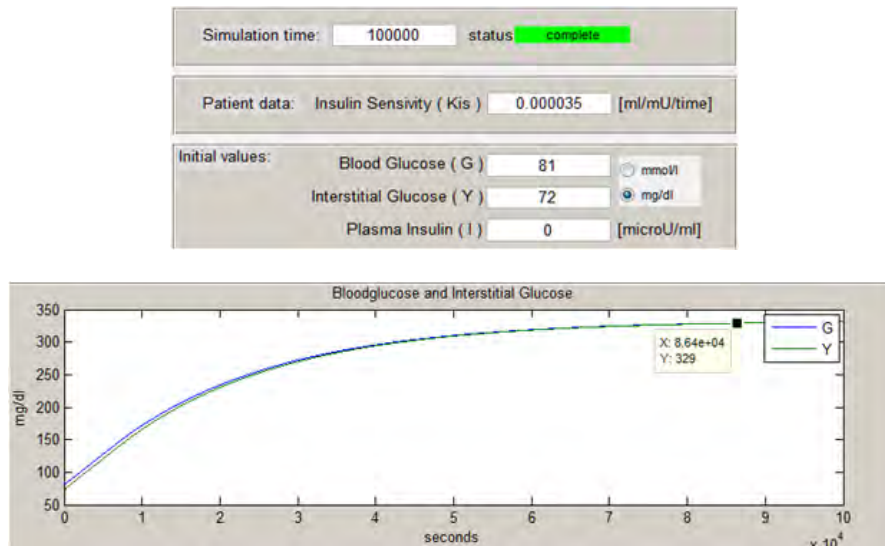 Simulation time: 100000 status complete
Patient data: Insulin Sensivity ( Kis ) 0.000035 [ml/mU/time]
Initial values:
Blood Glucose ( G ) 81 mmol/l
Interstitial Glucose ( Y ) 72 mg/dl
Plasma Insulin ( I ) 0 [microU/ml]
Bloodglucose and Interstitial Glucose
350
300
250
200
150
100
50
mg/dl
G
Y
X: 8.64e+04
Y: 329
0 1 2 3 4 5 6 7 8 9 10
seconds
x 10^4